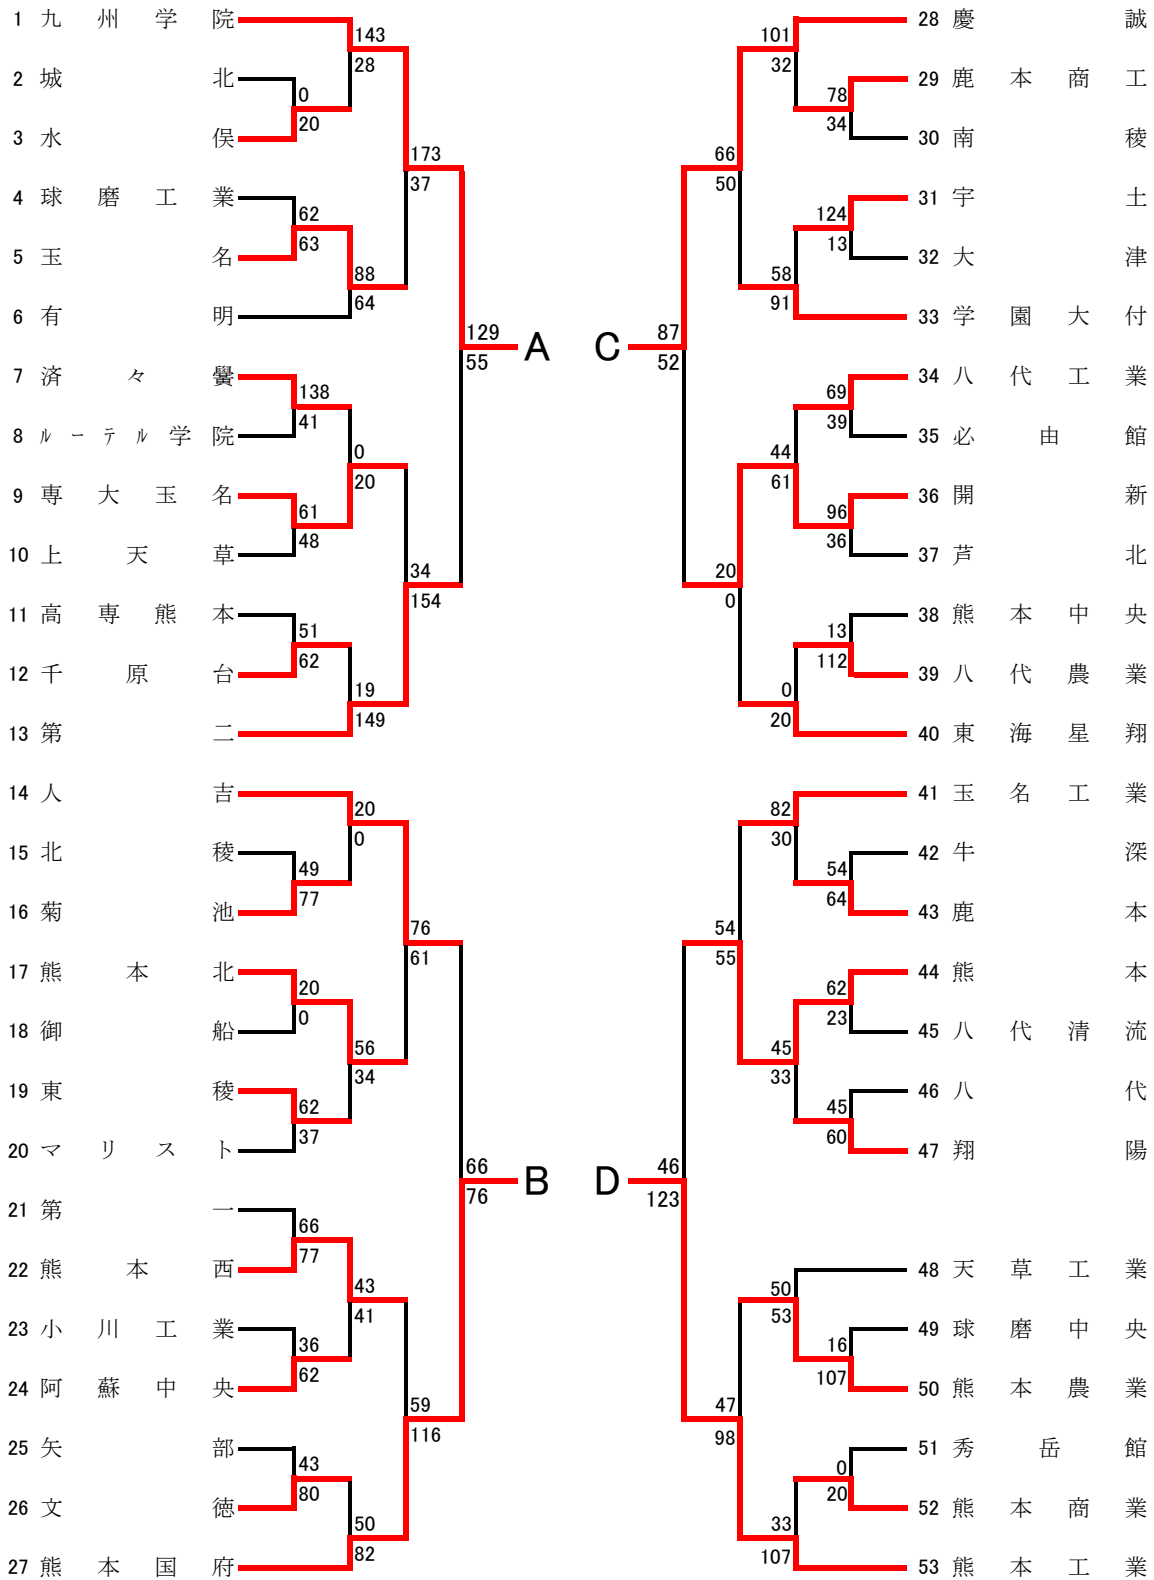 1 九州学院
143
28
2 城北
0
20
3 水俣
173
37
4 球磨工業
62
63
5 玉名
88
64
6 有明
129
55
A
7 済々黌
138
41
8 ルーテル学院
0
20
9 専大玉名
61
48
10 上天草
34
154
11 高専熊本
51
62
12 千原台
19
149
13 第二
14 人吉
20
0
15 北稜
49
77
16 菊池
76
61
17 熊本北
20
0
18 御船
56
34
19 東稜
62
37
20 マリスト
66
76
B
21 第一
66
77
22 熊本西
43
41
23 小川工業
36
62
24 阿蘇中央
59
116
25 矢部
43
80
26 文徳
50
82
27 熊本国府
28 慶誠
101
32
29 鹿本商工
78
34
30 南稜
66
50
31 宇土
124
13
32 大津
58
91
33 学園大付
C
87
52
34 八代工業
69
39
35 必由館
44
61
36 開新
96
36
37 芦北
20
0
38 熊本中央
13
112
39 八代農業
0
20
40 東海星翔
41 玉名工業
82
30
42 牛深
54
64
43 鹿本
54
55
44 熊本
62
23
45 八代清流
45
33
46 八代
45
60
47 翔陽
D
46
123
48 天草工業
50
53
49 球磨中央
16
107
50 熊本農業
47
98
51 秀岳館
0
20
52 熊本商業
33
107
53 熊本工業